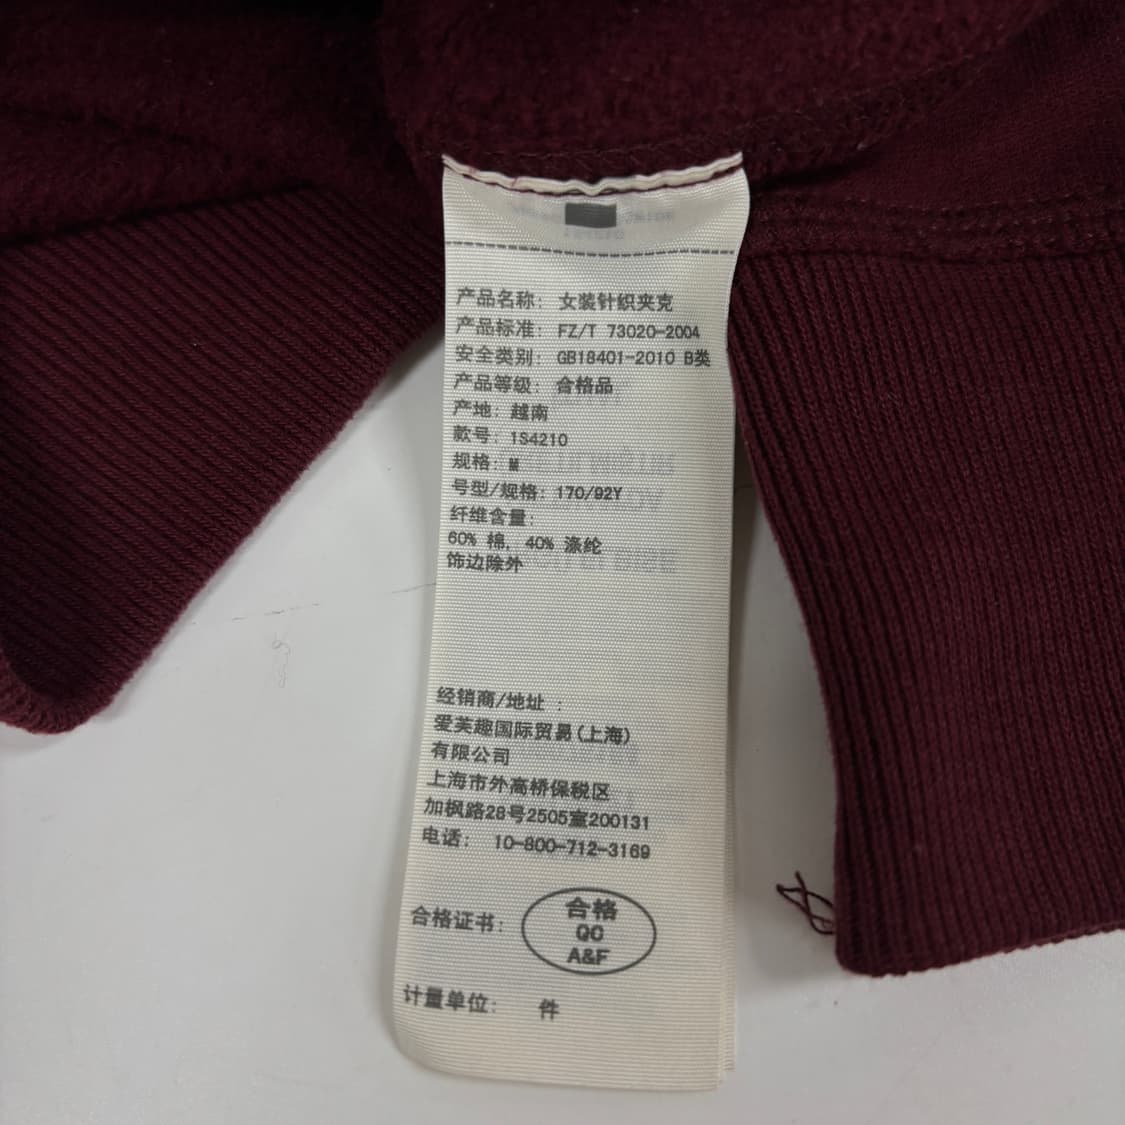 产品名称: 女装针织夹克
产品标准: FZ/T 73020-2004
安全类别: GB18401-2010 B类
产品等级: 合格品
产地: 越南
款号: 1S4210
规格: M
号型/规格: 170/92Y
纤维含量:
60% 棉, 40% 涤纶
饰边除外
经销商/地址 :
爱芙趣国际贸易(上海)
有限公司
上海市外高桥保税区
加枫路28号2505室200131
电话: 10-800-712-3169
合格证书:
合格
QC
A&F
计量单位: 件